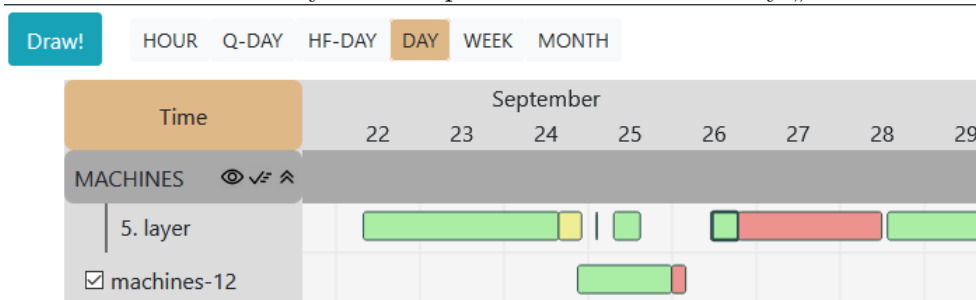 Draw! HOUR Q-DAY HF-DAY DAY WEEK MONTH
Time
September
22 23 24 25 26 27 28 29
MACHINES
5. layer
machines-12